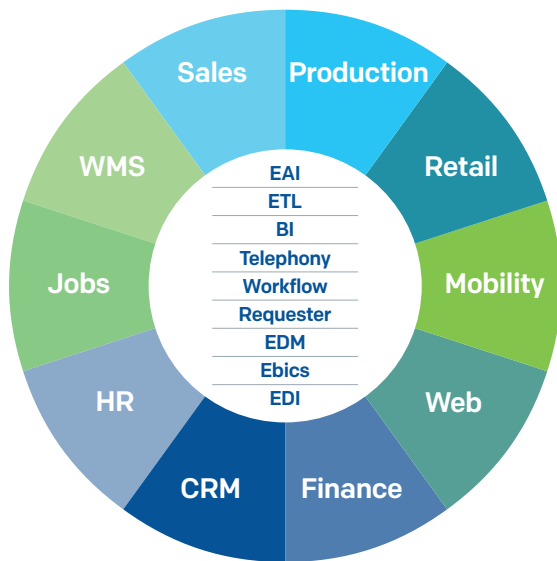 Sales
Production
WMS
Retail
Jobs
Mobility
HR
Web
CRM
Finance
EAI
ETL
BI
Telephony
Workflow
Requester
EDM
Ebics
EDI